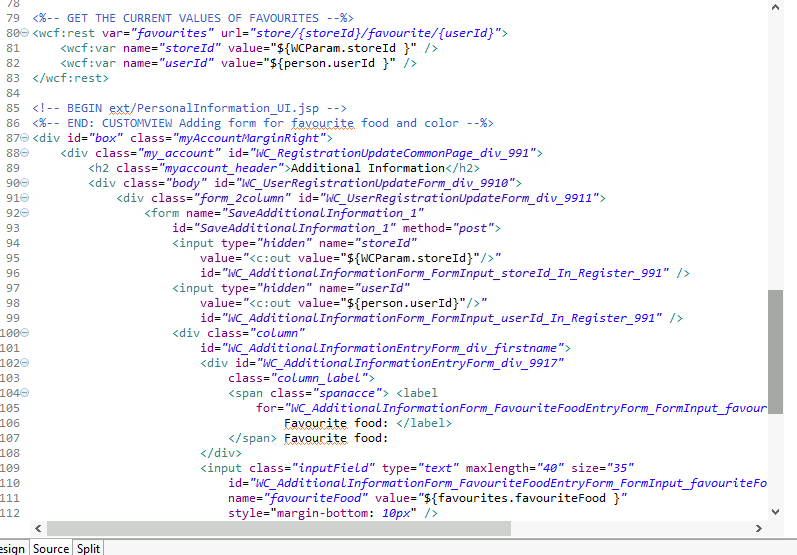 78
79 <%-- GET THE CURRENT VALUES OF FAVOURITES --%>
80 <wcf:rest var="favourites" url="store/{storeId}/favourite/{userId}">
81 <wcf:var name="storeId" value="${WCParam.storeId }" />
82 <wcf:var name="userId" value="${person.userId }" />
83 </wcf:rest>
84
85 <!-- BEGIN ext/PersonalInformation_UI.jsp -->
86 <%-- END: CUSTOMVIEW Adding form for favourite food and color --%>
87 <div id="box" class="myAccountMarginRight">
88 <div class="my_account" id="WC_RegistrationUpdateCommonPage_div_991">
89 <h2 class="myaccount_header">Additional Information</h2>
90 <div class="body" id="WC_UserRegistrationUpdateForm_div_9910">
91 <div class="form_2column" id="WC_UserRegistrationUpdateForm_div_9911">
92 <form name="SaveAdditionalInformation_1"
93 id="SaveAdditionalInformation_1" method="post">
94 <input type="hidden" name="storeId"
95 value="<c:out value="${WCParam.storeId}"/>"
96 id="WC_AdditionalInformationForm_FormInput_storeId_In_Register_991" />
97 <input type="hidden" name="userId"
98 value="<c:out value="${person.userId}"/>"
99 id="WC_AdditionalInformationForm_FormInput_userId_In_Register_991" />
100 <div class="column"
101 id="WC_AdditionalInformationEntryForm_div_firstname">
102 <div id="WC_AdditionalInformationEntryForm_div_9917"
103 class="column_label">
104 <span class="spanacce"> <label
105 for="WC_AdditionalInformationForm_FavouriteFoodEntryForm_FormInput_favour
106 Favourite food: </label>
107 </span> Favourite food:
108 </div>
109 <input class="inputField" type="text" maxlength="40" size="35"
110 id="WC_AdditionalInformationForm_FavouriteFoodEntryForm_FormInput_favouriteFo
111 name="favouriteFood" value="${favourites.favouriteFood }"
112 style="margin-bottom: 10px" />
esign Source Split